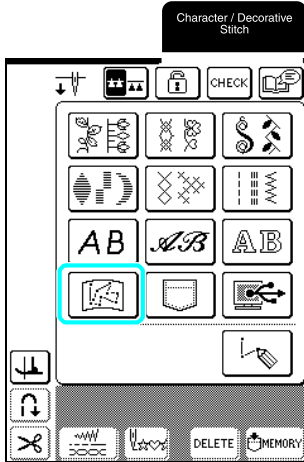 Character / Decorative
Stitch
CHECK
AB
AB
AB
DELETE
MEMORY